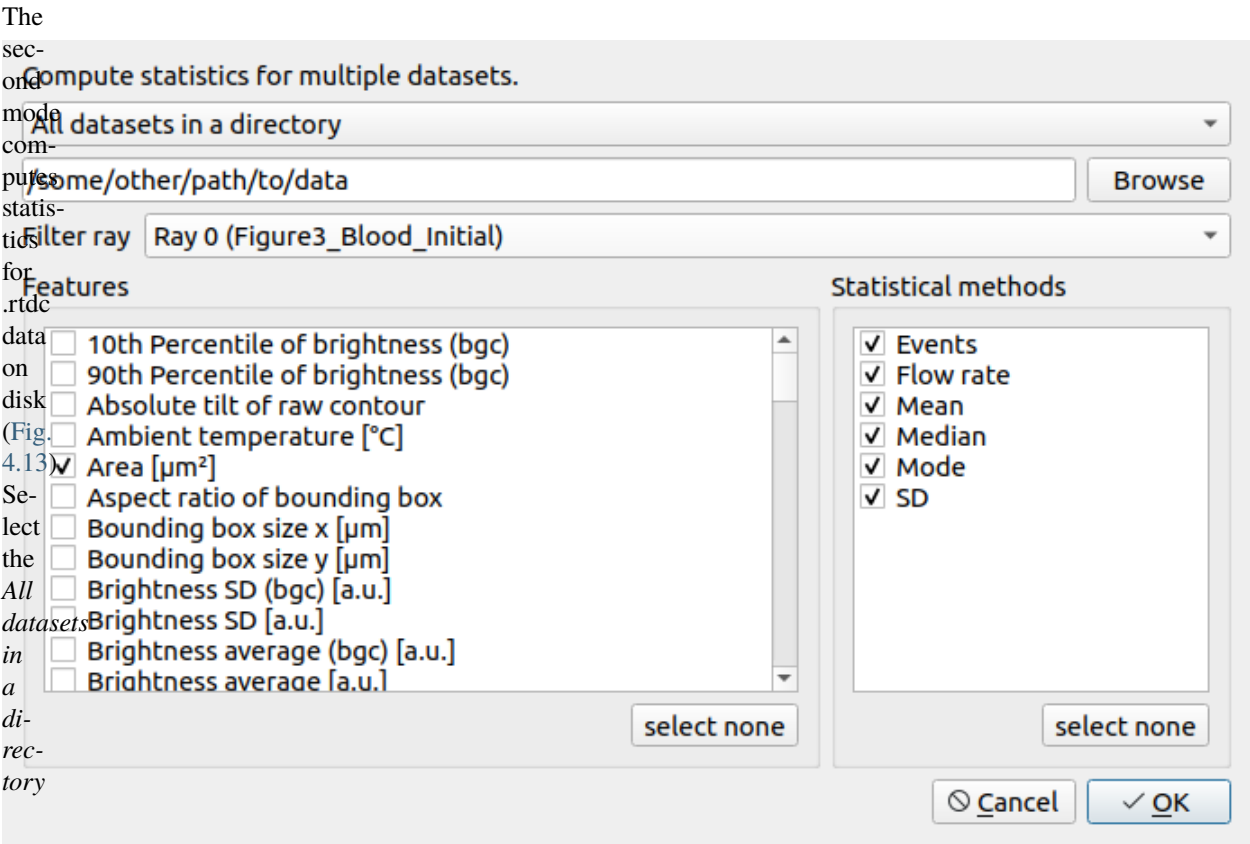 The
sec-
ond
mode
com-
putes
statis-
tics
for
.rtdc
data
on
disk
(Fig.
4.13)
Se-
lect
the
All
datasets
in
a
di-
rec-
tory
Compute statistics for multiple datasets.
All datasets in a directory
/some/other/path/to/data Browse
Filter ray Ray 0 (Figure3_Blood_Initial)
Features
10th Percentile of brightness (bgc)
90th Percentile of brightness (bgc)
Absolute tilt of raw contour
Ambient temperature [°C]
Area [µm²]
Aspect ratio of bounding box
Bounding box size x [µm]
Bounding box size y [µm]
Brightness SD (bgc) [a.u.]
Brightness SD [a.u.]
Brightness average (bgc) [a.u.]
Brightness average [a.u.]
select none
Statistical methods
Events
Flow rate
Mean
Median
Mode
SD
select none
Cancel
OK